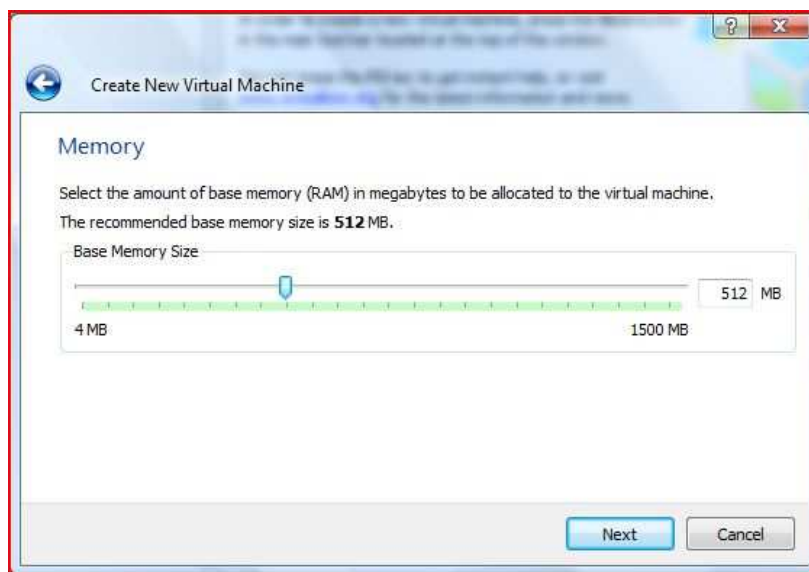 ?
X
Create New Virtual Machine
Memory
Select the amount of base memory (RAM) in megabytes to be allocated to the virtual machine.
The recommended base memory size is 512 MB.
Base Memory Size
512 MB
4 MB 1500 MB
Next Cancel